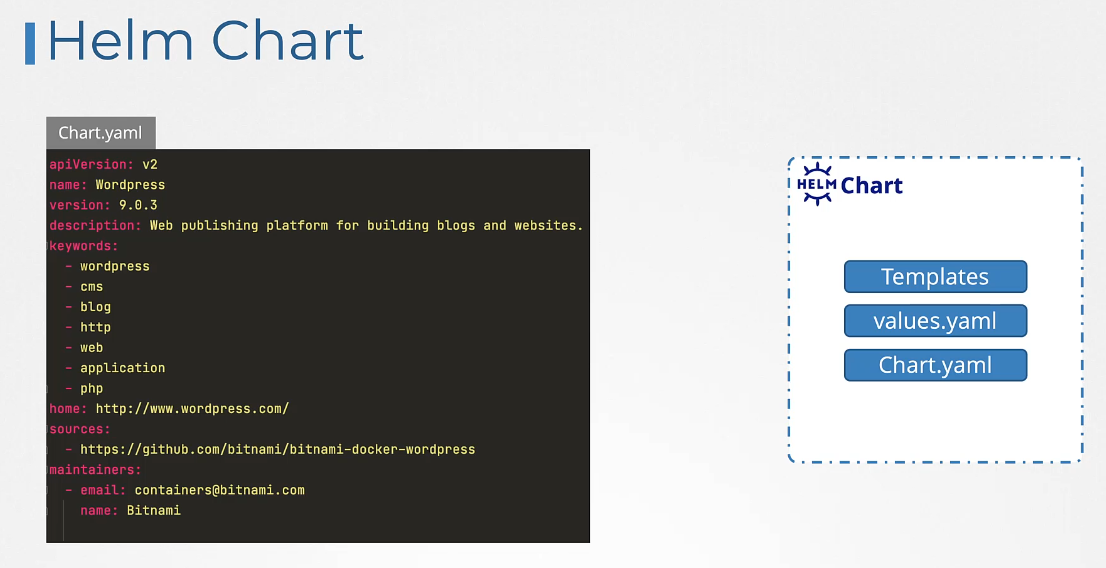 Helm Chart
Chart.yaml
apiVersion: v2
name: Wordpress
version: 9.0.3
description: Web publishing platform for building blogs and websites.
keywords:
- wordpress
- cms
- blog
- http
- web
- application
- php
home: http://www.wordpress.com/
sources:
- https://github.com/bitnami/bitnami-docker-wordpress
maintainers:
- email: containers@bitnami.com
name: Bitnami
HELM Chart
Templates
values.yaml
Chart.yaml